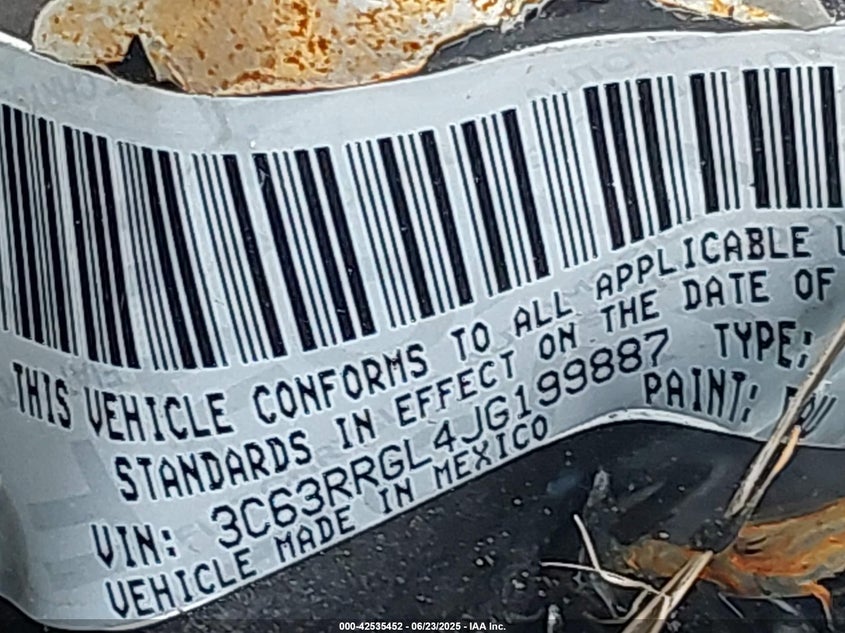 THIS VEHICLE CONFORMS TO ALL APPLICABLE
STANDARDS IN EFFECT ON THE DATE OF
VIN: 3C63RRGL4JG199887 TYPE:
VEHICLE MADE IN MEXICO PAINT:
000-42535452 - 06/23/2025 - IAA Inc.